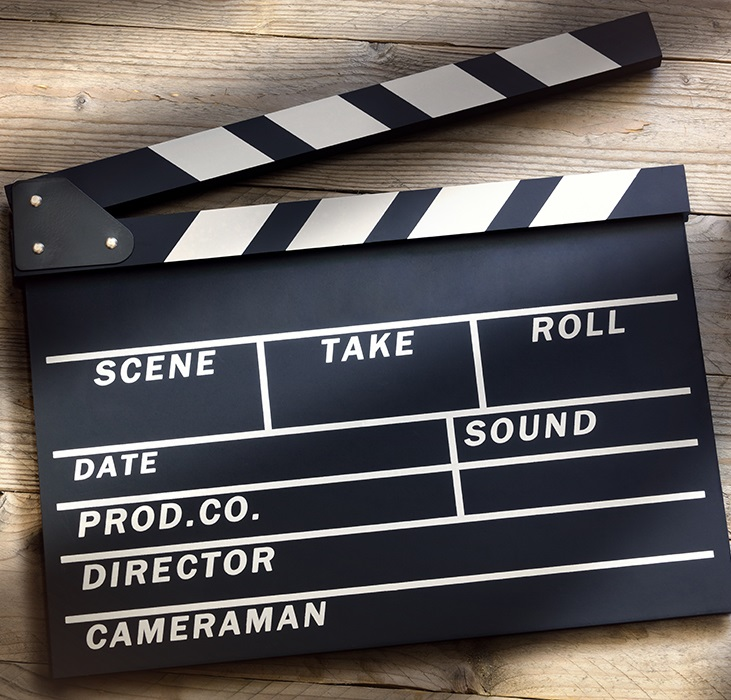 SCENE TAKE ROLL
DATE SOUND
PROD.CO.
DIRECTOR
CAMERAMAN